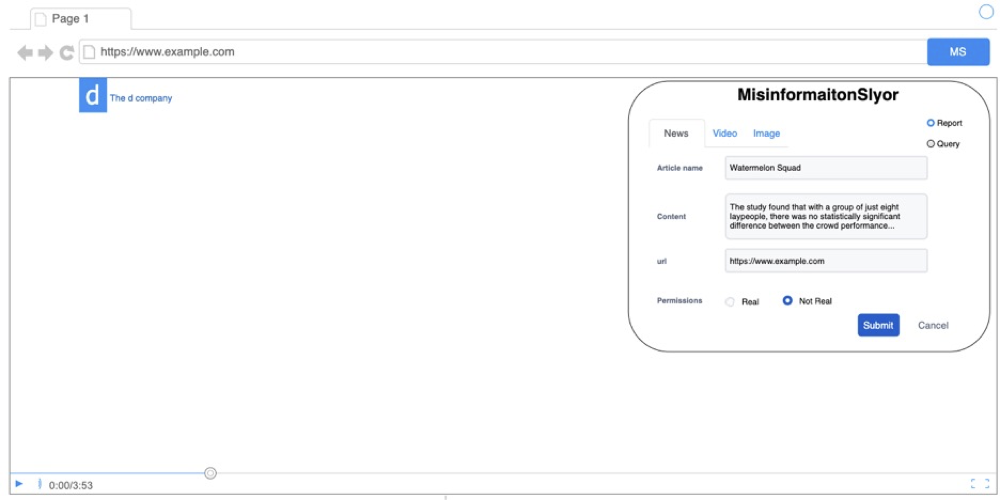 Page 1
https://www.example.com
MS
d
The d company
MisinformaitonSlyor
News
Video
Image
Report
Query
Article name
Watermelon Squad
Content
The study found that with a group of just eight
laypeople, there was no statistically significant
difference between the crowd performance...
url
https://www.example.com
Permissions
Real
Not Real
Submit
Cancel
0:00/3:53